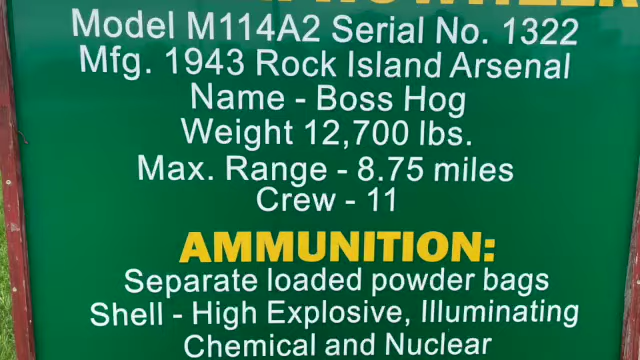 Model M114A2 Serial No. 1322
Mfg. 1943 Rock Island Arsenal
Name - Boss Hog
Weight 12,700 lbs.
Max. Range - 8.75 miles
Crew - 11
AMMUNITION:
Separate loaded powder bags
Shell - High Explosive, Illuminating
Chemical and Nuclear